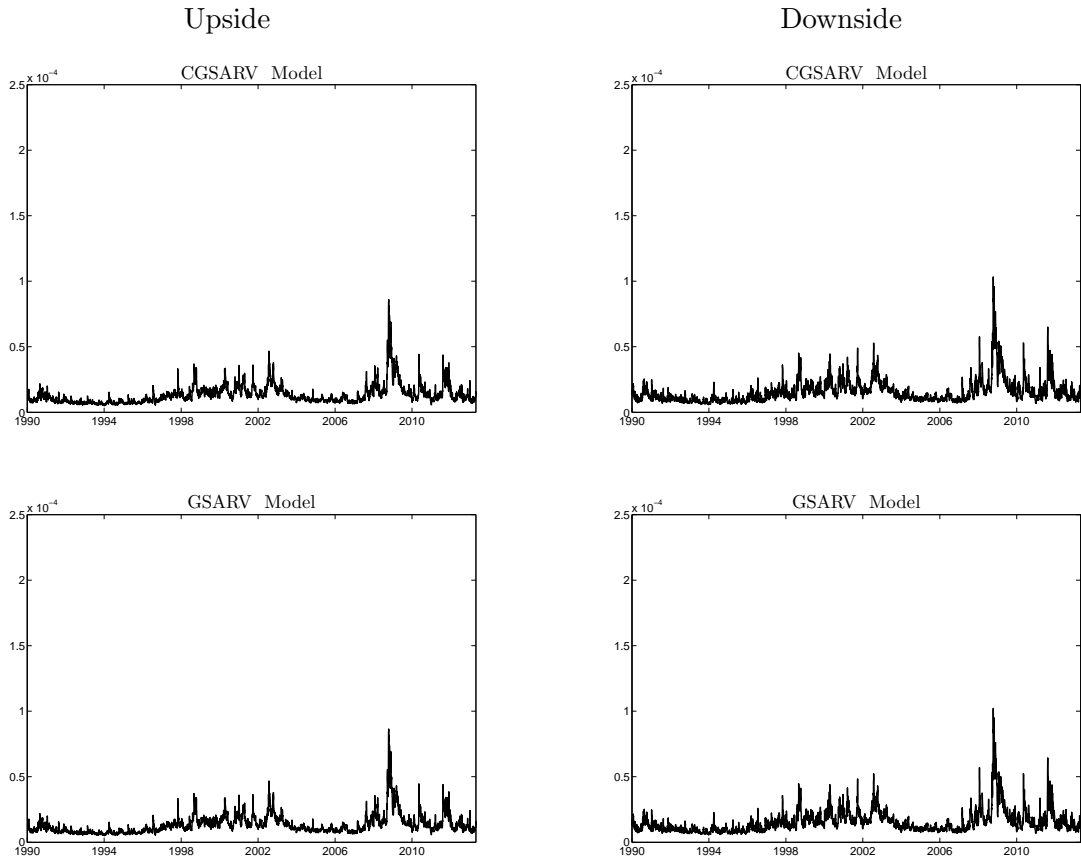 Upside Downside
CGSARV Model CGSARV Model
x 10⁻⁴ x 10⁻⁴
2.5 2.5
2 2
1.5 1.5
1 1
0.5 0.5
0 0
1990 1994 1998 2002 2006 2010 1990 1994 1998 2002 2006 2010
GSARV Model GSARV Model
x 10⁻⁴ x 10⁻⁴
2.5 2.5
2 2
1.5 1.5
1 1
0.5 0.5
0 0
1990 1994 1998 2002 2006 2010 1990 1994 1998 2002 2006 2010